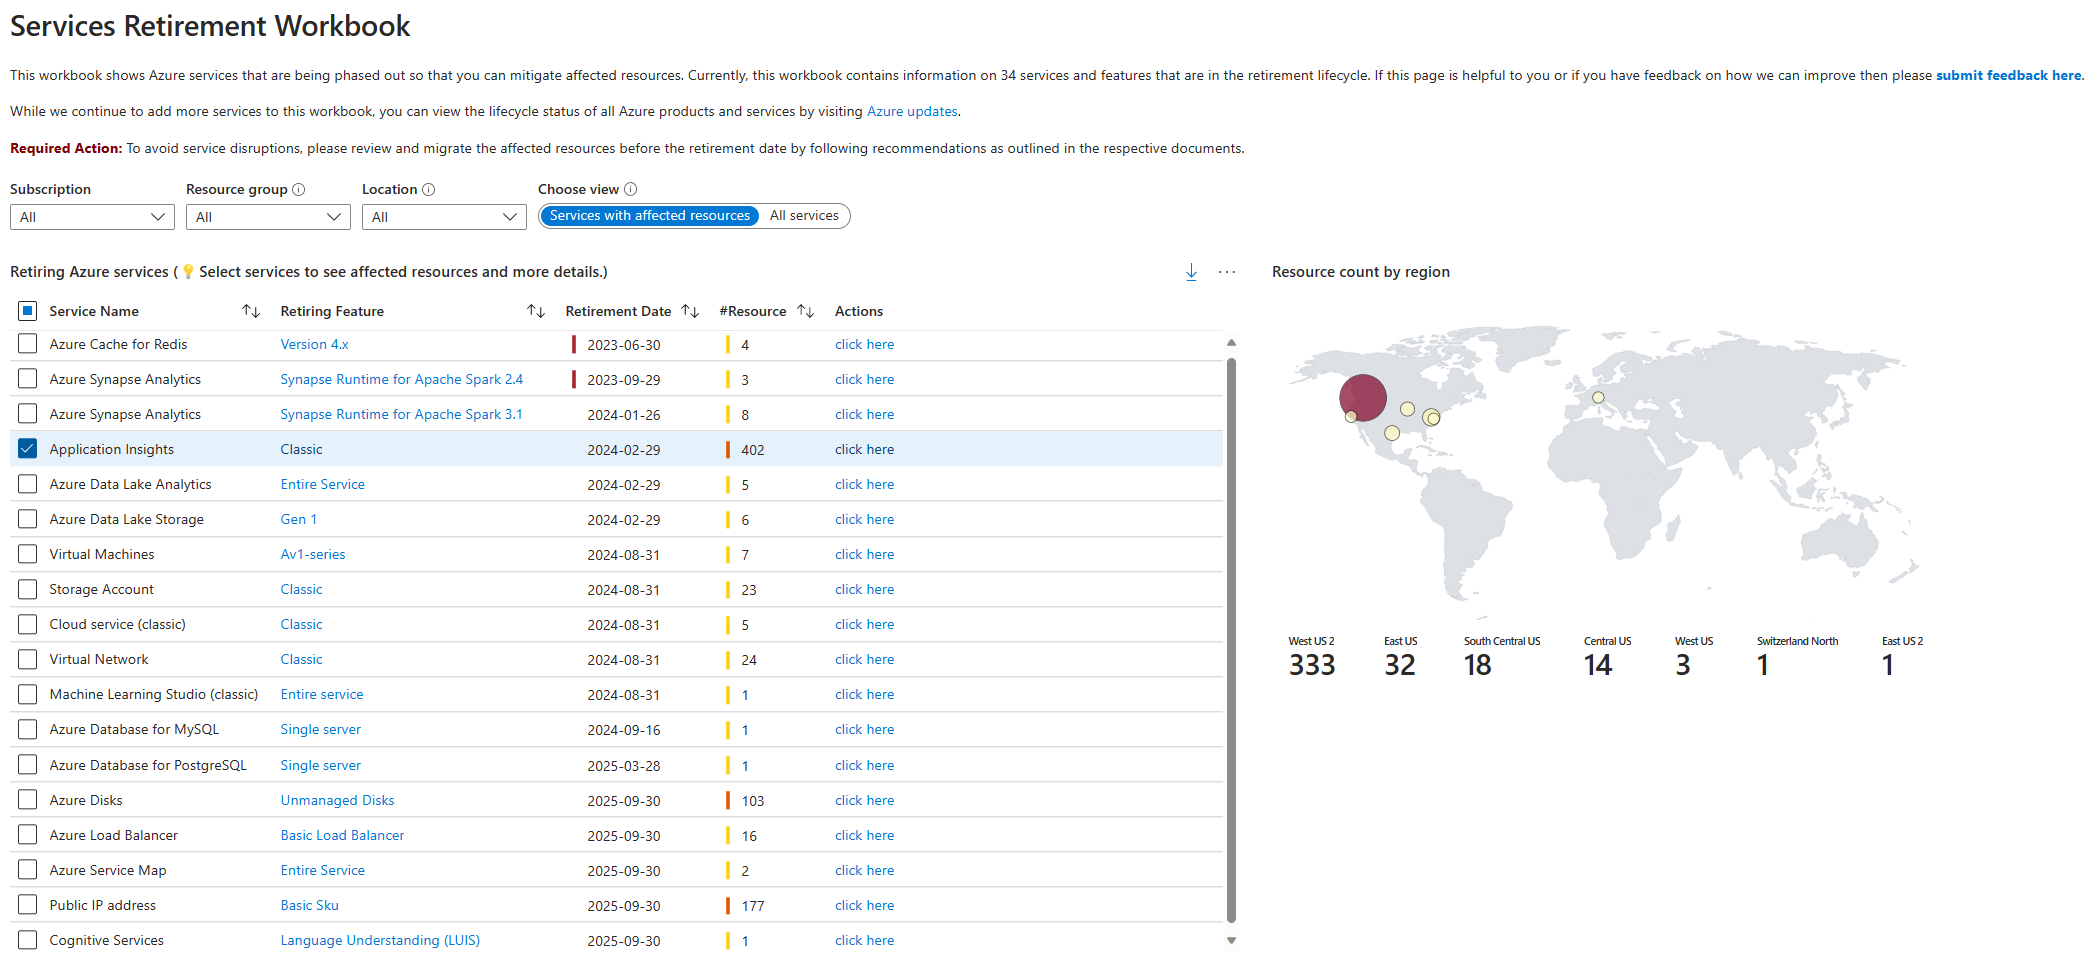 Services Retirement Workbook
This workbook shows Azure services that are being phased out so that you can mitigate affected resources. Currently, this workbook contains information on 34 services and features that are in the retirement lifecycle. If this page is helpful to you or if you have feedback on how we can improve then please submit feedback here.
While we continue to add more services to this workbook, you can view the lifecycle status of all Azure products and services by visiting Azure updates.
Required Action: To avoid service disruptions, please review and migrate the affected resources before the retirement date by following recommendations as outlined in the respective documents.
Subscription Resource group Location Choose view
All All All Services with affected resources All services
Retiring Azure services ( 💡 Select services to see affected resources and more details.)
Service Name Retiring Feature Retirement Date #Resource Actions
Azure Cache for Redis Version 4.x 2023-06-30 4 click here
Azure Synapse Analytics Synapse Runtime for Apache Spark 2.4 2023-09-29 3 click here
Azure Synapse Analytics Synapse Runtime for Apache Spark 3.1 2024-01-26 8 click here
Application Insights Classic 2024-02-29 402 click here
Azure Data Lake Analytics Entire Service 2024-02-29 5 click here
Azure Data Lake Storage Gen 1 2024-02-29 6 click here
Virtual Machines Av1-series 2024-08-31 7 click here
Storage Account Classic 2024-08-31 23 click here
Cloud service (classic) Classic 2024-08-31 5 click here
Virtual Network Classic 2024-08-31 24 click here
Machine Learning Studio (classic) Entire service 2024-08-31 1 click here
Azure Database for MySQL Single server 2024-09-16 1 click here
Azure Database for PostgreSQL Single server 2025-03-28 1 click here
Azure Disks Unmanaged Disks 2025-09-30 103 click here
Azure Load Balancer Basic Load Balancer 2025-09-30 16 click here
Azure Service Map Entire Service 2025-09-30 2 click here
Public IP address Basic Sku 2025-09-30 177 click here
Cognitive Services Language Understanding (LUIS) 2025-09-30 1 click here
Resource count by region
West US 2 East US South Central US Central US West US Switzerland North East US 2
333 32 18 14 3 1 1